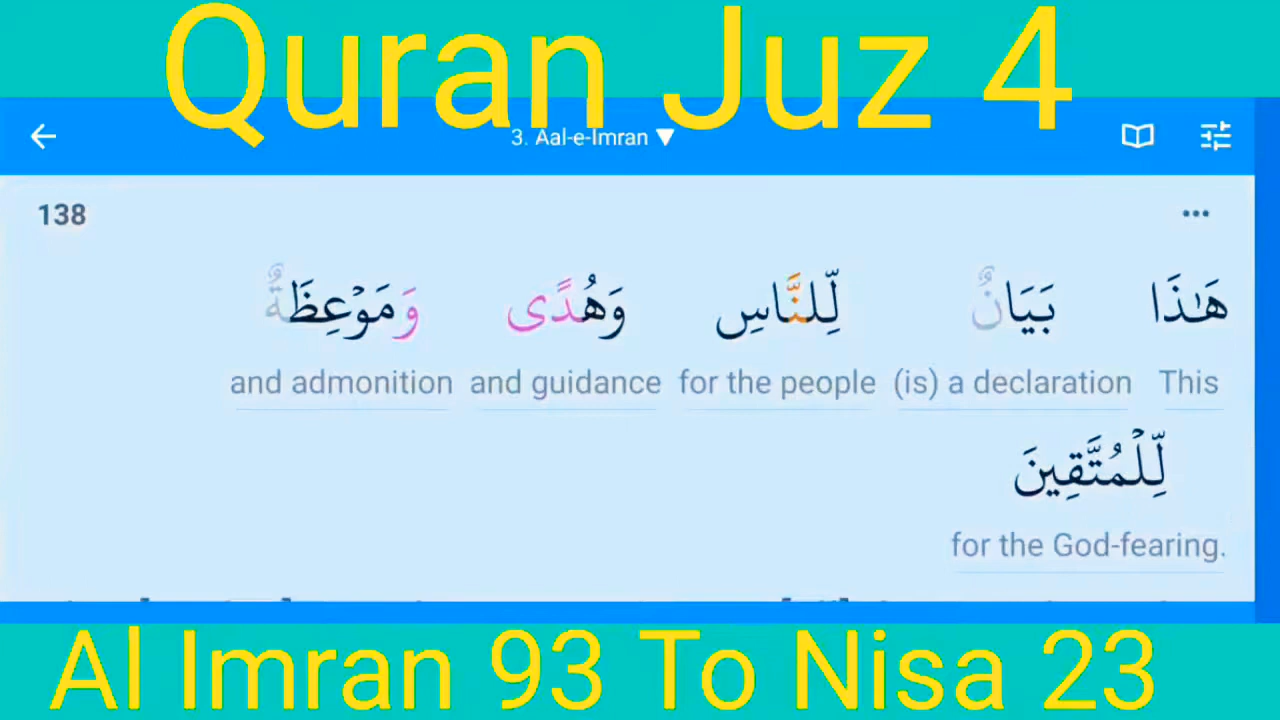 Quran Juz 4
3. Aal-e-Imran
138
هَٰذَا بَيَانٌ لِّلنَّاسِ وَهُدًى وَمَوْعِظَةٌ
This (is) a declaration for the people and guidance and admonition
لِّلْمُتَّقِينَ
for the God-fearing.
Al Imran 93 To Nisa 23